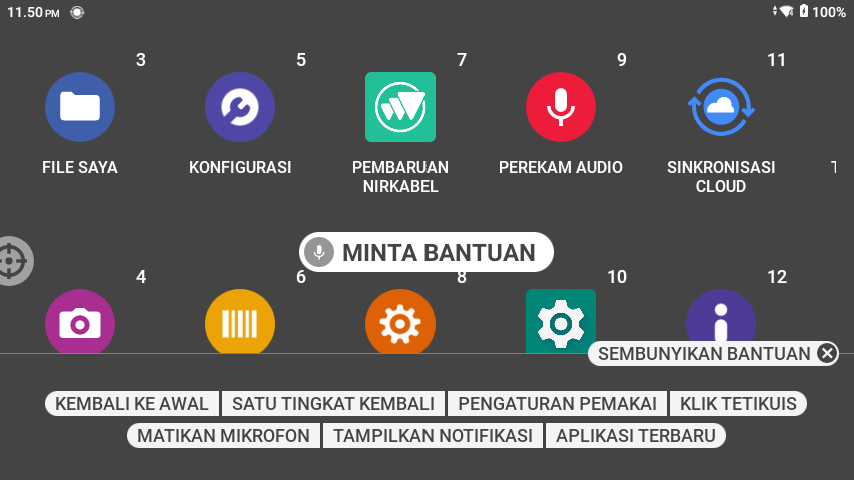 11.50 PM
100%
3
5
7
9
11
FILE SAYA
KONFIGURASI
PEMBARUAN
NIRKABEL
PEREKAM AUDIO
SINKRONISASI
CLOUD
MINTA BANTUAN
4
6
8
10
12
SEMBUNYIKAN BANTUAN
KEMBALI KE AWAL
SATU TINGKAT KEMBALI
PENGATURAN PEMAKAI
KLIK TETIKUIS
MATIKAN MIKROFON
TAMPILKAN NOTIFIKASI
APLIKASI TERBARU